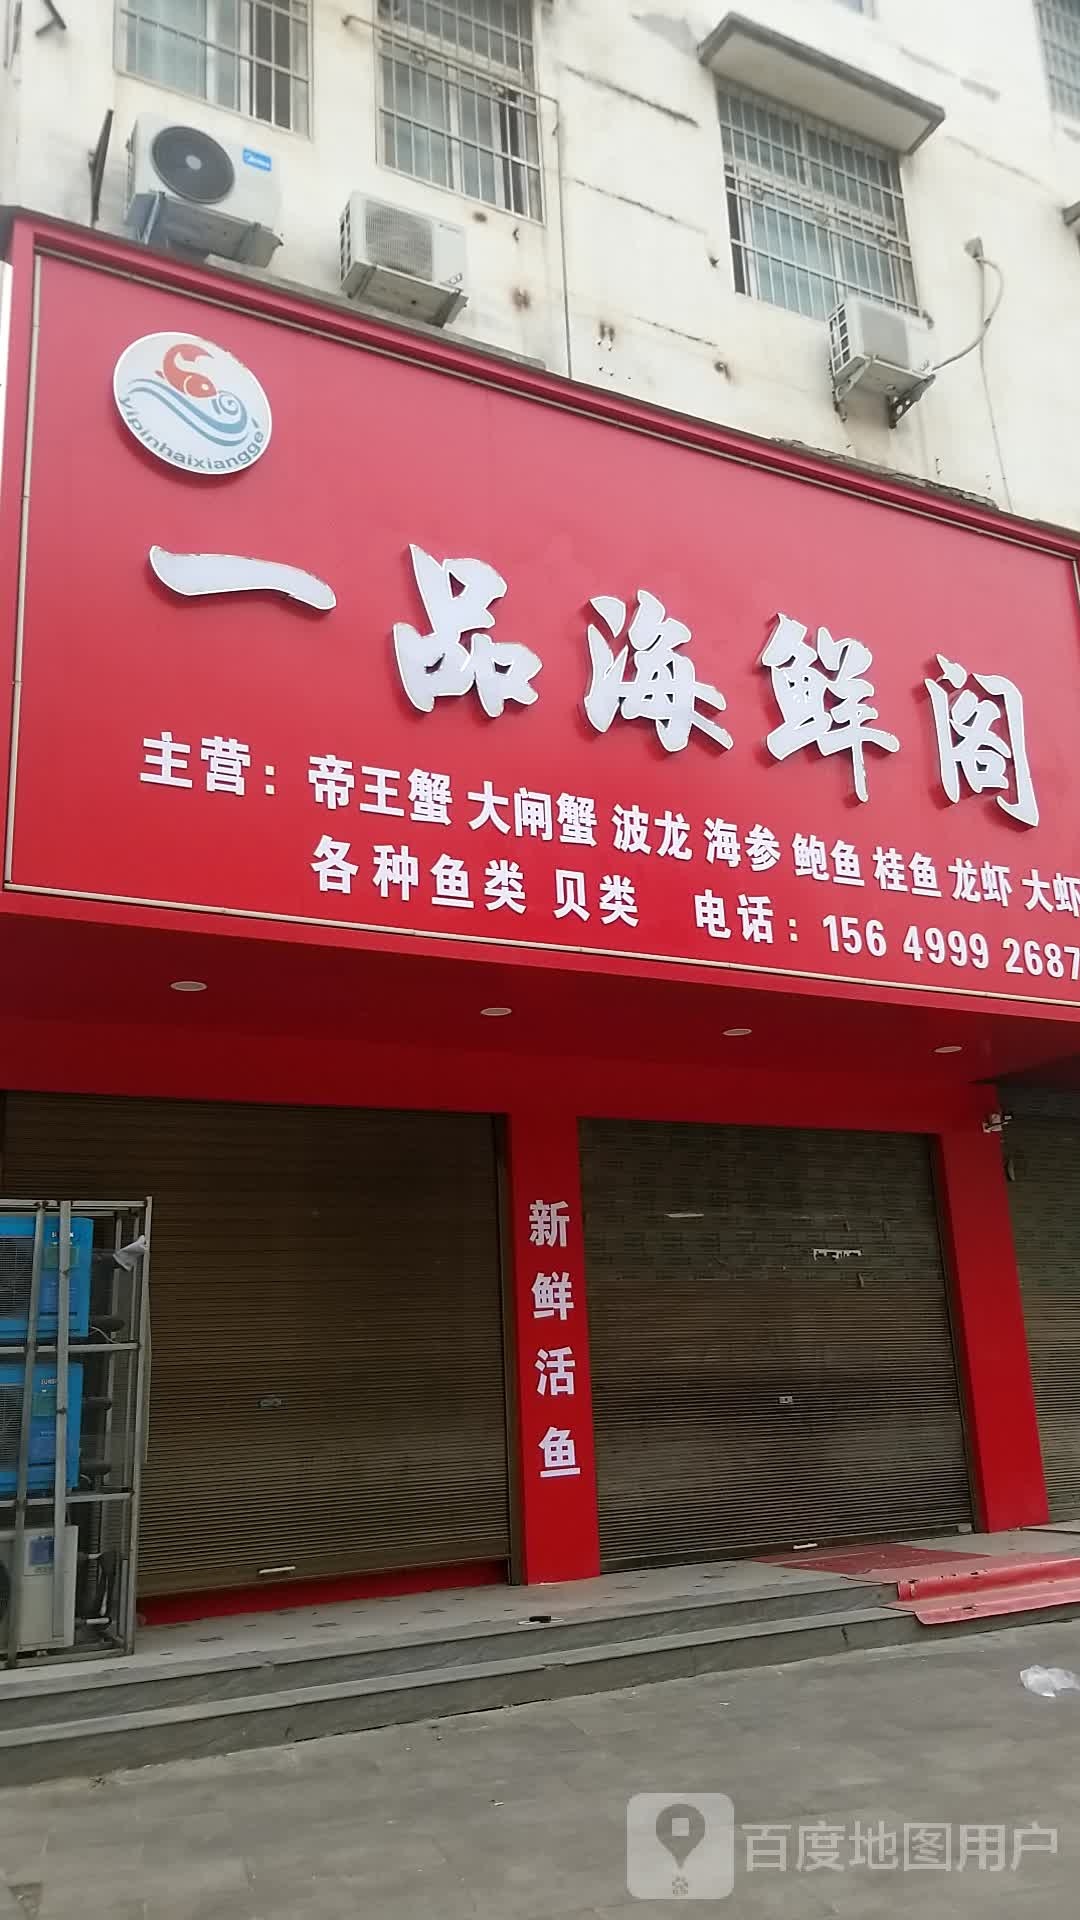 Midea
yipinhaixiangge
一品海鲜阁
主营：帝王蟹 大闸蟹 波龙 海参 鲍鱼 桂鱼 龙虾 大虾
各种鱼类 贝类 电话：156 4999 2687
新鲜活鱼
百度地图用户